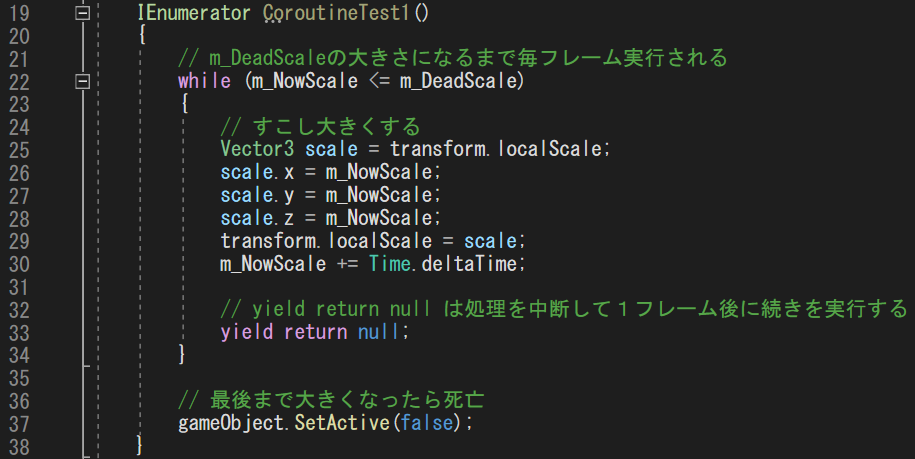 19 IEnumerator CoroutineTest1()
20 {
21 // m_DeadScaleの大きさになるまで毎フレーム実行される
22 while (m_NowScale <= m_DeadScale)
23 {
24 // すこし大きくする
25 Vector3 scale = transform.localScale;
26 scale.x = m_NowScale;
27 scale.y = m_NowScale;
28 scale.z = m_NowScale;
29 transform.localScale = scale;
30 m_NowScale += Time.deltaTime;
31
32 // yield return null は処理を中断して１フレーム後に続きを実行する
33 yield return null;
34 }
35
36 // 最後まで大きくなったら死亡
37 gameObject.SetActive(false);
38 }